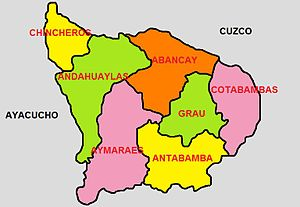 CHINCHEROS
CUZCO
ABANCAY
ANDAHUAYLAS
COTABAMBAS
AYACUCHO
GRAU
AYMARAES
ANTABAMBA